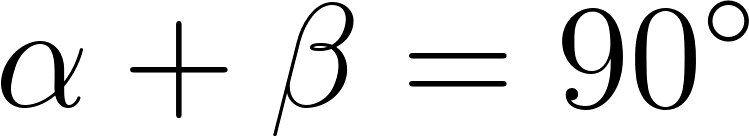 α + β = 90°